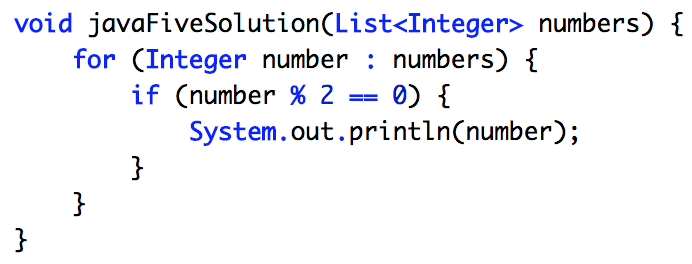 void javaFiveSolution(List<Integer> numbers) {
    for (Integer number : numbers) {
        if (number % 2 == 0) {
            System.out.println(number);
        }
    }
}